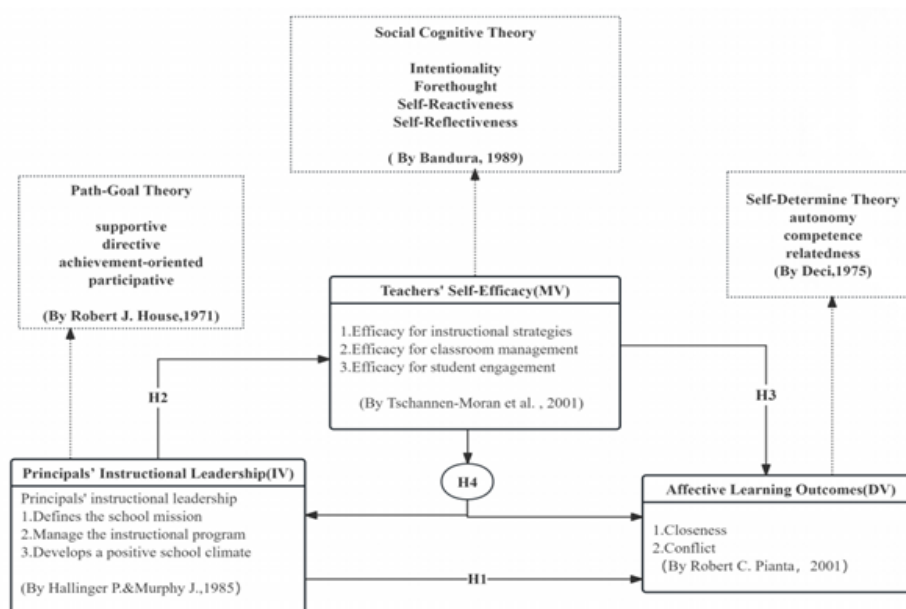 Social Cognitive Theory
Intentionality
Forethought
Self-Reactiveness
Self-Reflectiveness
( By Bandura, 1989)
Path-Goal Theory
supportive
directive
achievement-oriented
participative
(By Robert J. House,1971)
Self-Determine Theory
autonomy
competence
relatedness
(By Deci,1975)
Teachers' Self-Efficacy(MV)
1.Efficacy for instructional strategies
2.Efficacy for classroom management
3.Efficacy for student engagement
(By Tschannen-Moran et al. , 2001)
H2
H3
H4
Principals' Instructional Leadership(IV)
Principals' instructional leadership
1.Defines the school mission
2.Manage the instructional program
3.Develops a positive school climate
(By Hallinger P.&Murphy J.,1985)
Affective Learning Outcomes(DV)
1.Closeness
2.Conflict
(By Robert C. Pianta, 2001)
H1